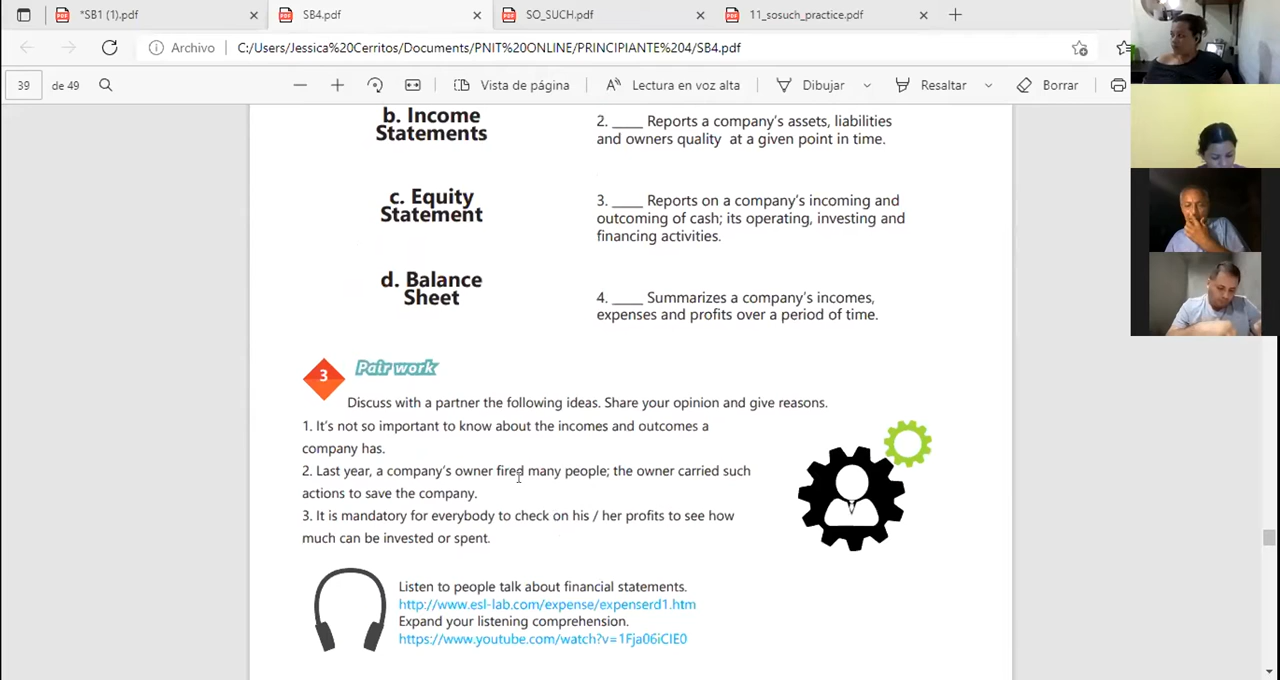 *SB1 (1).pdf
SB4.pdf
SO_SUCH.pdf
11_sosuch_practice.pdf
Archivo
C:/Users/Jessica%20Cerritos/Documents/PNIT%20ONLINE/PRINCIPIANTE%204/SB4.pdf
39 de 49
Vista de página
Lectura en voz alta
Dibujar
Resaltar
Borrar
b. Income
Statements
2. ____ Reports a company's assets, liabilities
and owners quality at a given point in time.
c. Equity
Statement
3. ____ Reports on a company's incoming and
outcoming of cash; its operating, investing and
financing activities.
d. Balance
Sheet
4. ____ Summarizes a company's incomes,
expenses and profits over a period of time.
3
Pair work
Discuss with a partner the following ideas. Share your opinion and give reasons.
1. It's not so important to know about the incomes and outcomes a
company has.
2. Last year, a company's owner fired many people; the owner carried such
actions to save the company.
3. It is mandatory for everybody to check on his / her profits to see how
much can be invested or spent.
Listen to people talk about financial statements.
http://www.esl-lab.com/expense/expenserd1.htm
Expand your listening comprehension.
https://www.youtube.com/watch?v=1Fja06iCIE0